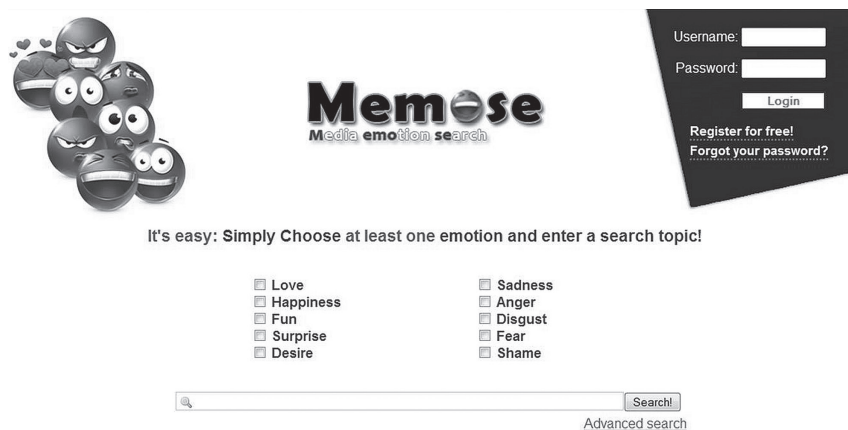 Username:
Password:
Login
Register for free!
Forgot your password?
Memose
Media emotion search
It's easy: Simply Choose at least one emotion and enter a search topic!
Love
Happiness
Fun
Surprise
Desire
Sadness
Anger
Disgust
Fear
Shame
Search!
Advanced search